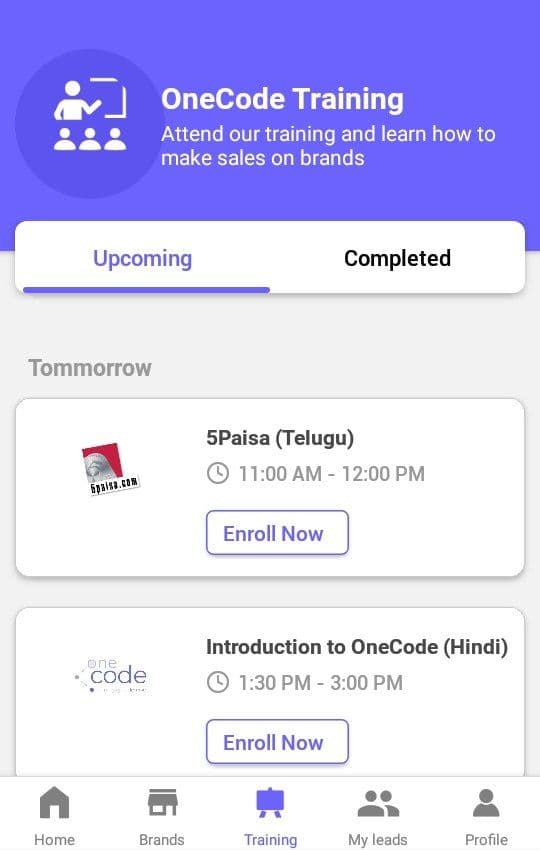 OneCode Training
Attend our training and learn how to
make sales on brands
Upcoming Completed
Tommorrow
5Paisa (Telugu)
5paisa.com
11:00 AM - 12:00 PM
Enroll Now
Introduction to OneCode (Hindi)
one
code
1:30 PM - 3:00 PM
Enroll Now
Home Brands Training My leads Profile